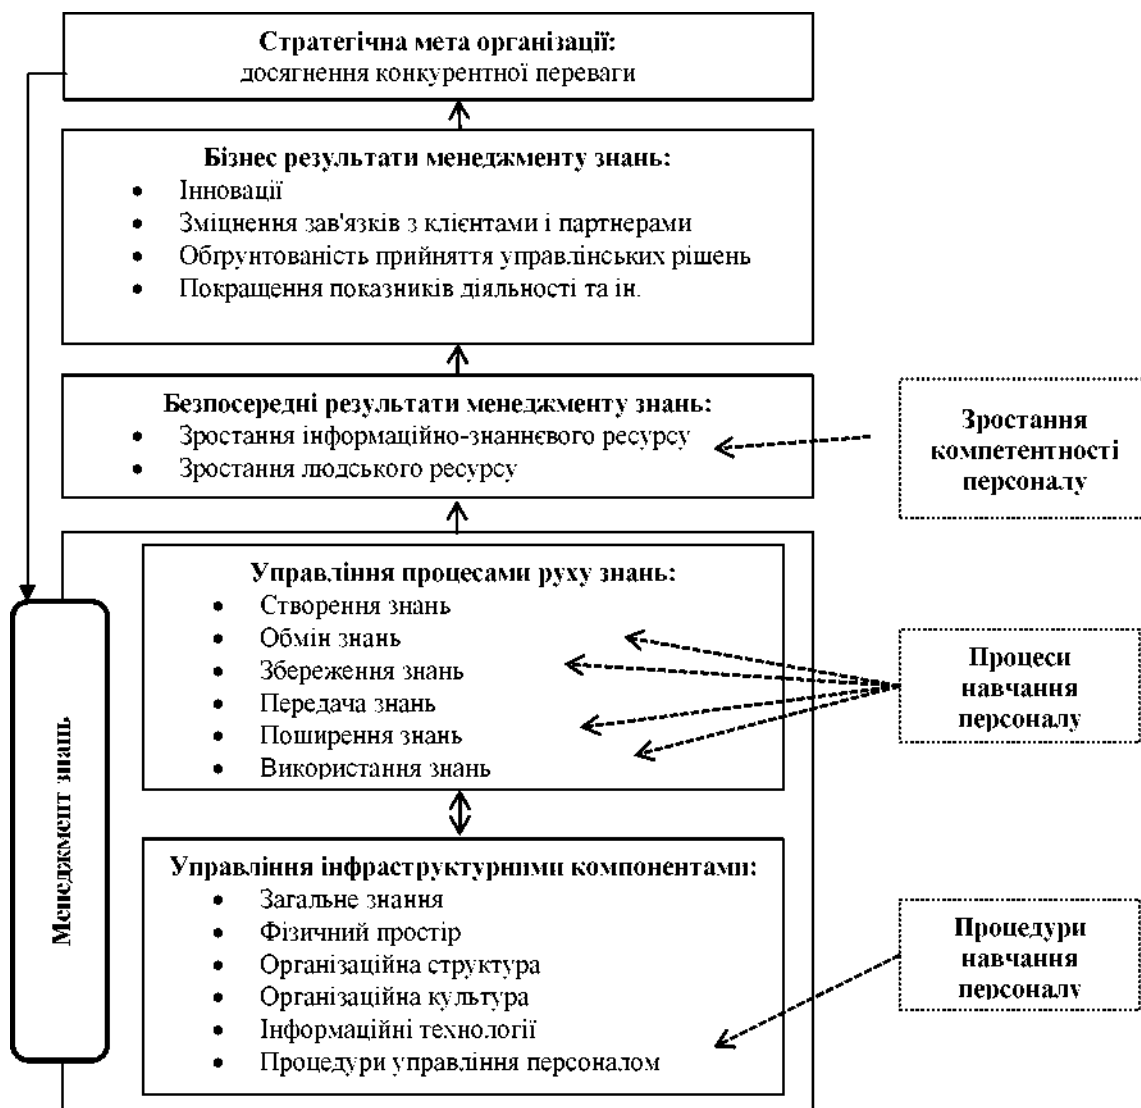 Стратегічна мета організації:
досягнення конкурентної переваги
Бізнес результати менеджменту знань:
• Інновації
• Зміцнення зав'язків з клієнтами і партнерами
• Обґрунтованість прийняття управлінських рішень
• Покращення показників діяльності та ін.
Безпосередні результати менеджменту знань:
• Зростання інформаційно-знаннєвого ресурсу
• Зростання людського ресурсу
Зростання
компетентності
персоналу
Менеджмент знань
Управління процесами руху знань:
• Створення знань
• Обмін знань
• Збереження знань
• Передача знань
• Поширення знань
• Використання знань
Процеси
навчання
персоналу
Управління інфраструктурними компонентами:
• Загальне знання
• Фізичний простір
• Організаційна структура
• Організаційна культура
• Інформаційні технології
• Процедури управління персоналом
Процедури
навчання
персоналу